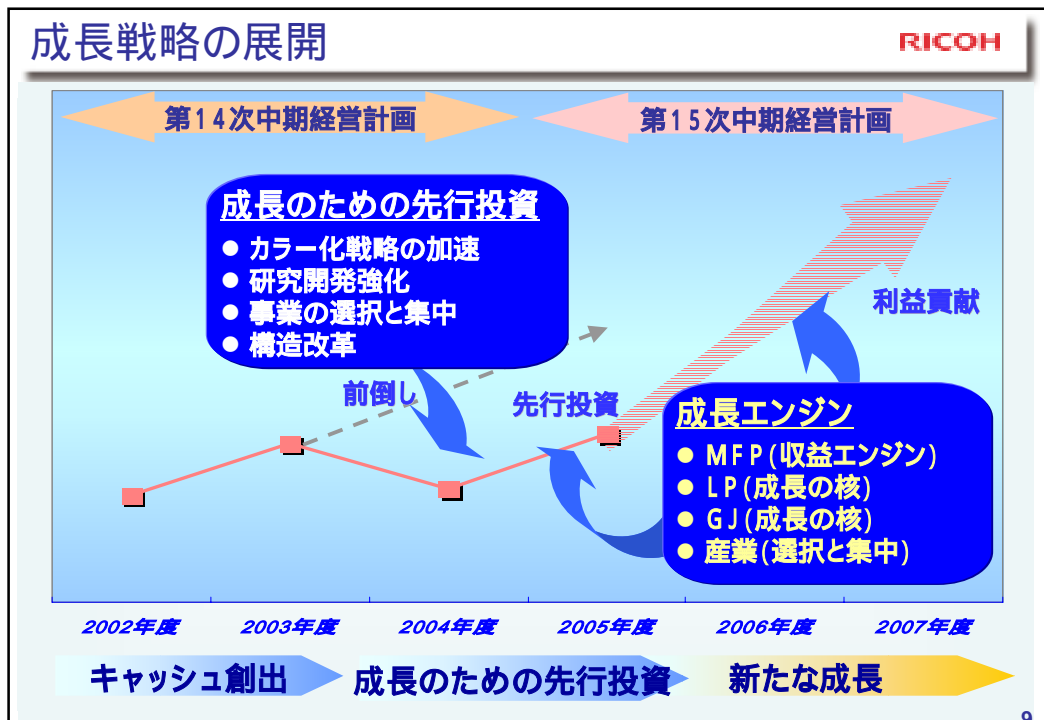 成長戦略の展開
RICOH
第14次中期経営計画
第15次中期経営計画
成長のための先行投資
● カラー化戦略の加速
● 研究開発強化
● 事業の選択と集中
● 構造改革
利益貢献
前倒し
先行投資
成長エンジン
● MFP(収益エンジン)
● LP(成長の核)
● GJ(成長の核)
● 産業(選択と集中)
2002年度 2003年度 2004年度 2005年度 2006年度 2007年度
キャッシュ創出 成長のための先行投資 新たな成長
9